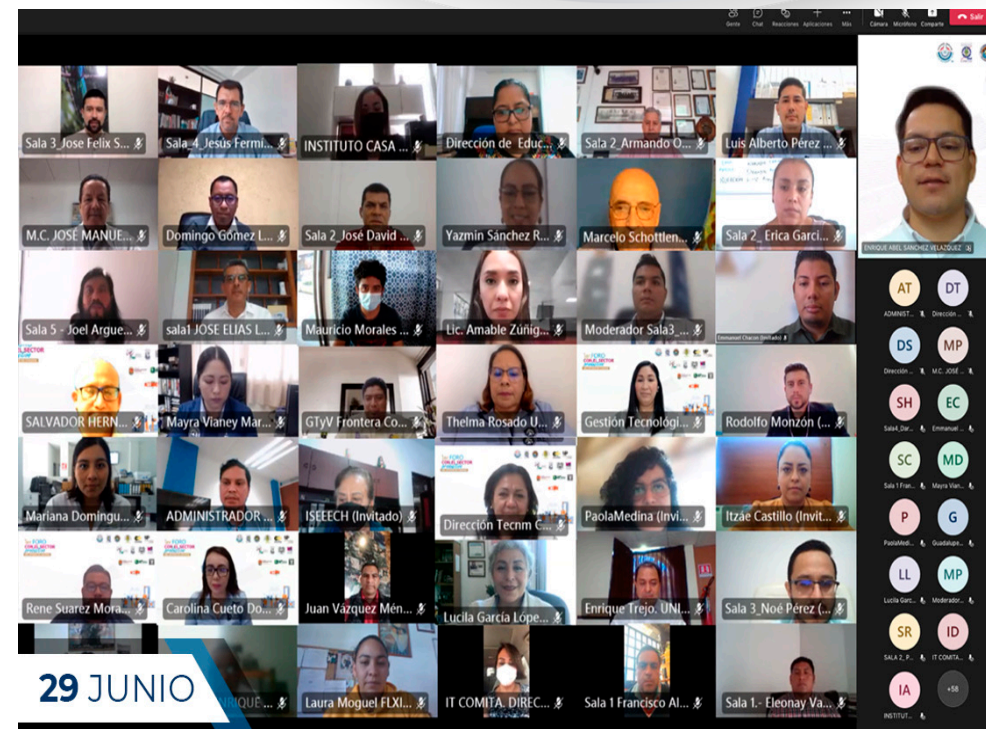 Gente Chat Reacciones Aplicaciones Más Cámara Micrófono Comparte Salir
Sala 3_Jose Felix S...
Sala_4_Jesús Fermi...
INSTITUTO CASA ...
Dirección de Educ...
Sala 2_Armando O...
Luis Alberto Pérez ...
M.C. JOSÉ MANUE...
Domingo Gómez L...
Sala 2_José David ...
Yazmin Sánchez R...
Marcelo Schottlen...
Sala 2_ Erica Garcí...
ENRIQUE ABEL SANCHEZ VELAZQUEZ
Sala 5 - Joel Argue...
sala1 JOSE ELIAS L...
Mauricio Morales ...
Lic. Amable Zúñig...
Moderador Sala3_...
Emmanuel Chacon (Invitado)
SALVADOR HERN...
Mayra Vianey Mar...
GTyV Frontera Co...
Thelma Rosado U...
Gestión Tecnológi...
Rodolfo Monzón (...
Mariana Domingu...
ADMINISTRADOR ...
ISEEECH (Invitado)
Dirección Tecnm C...
PaolaMedina (Invi...
Itzáe Castillo (Invit...
Rene Suarez Mora...
Carolina Cueto Do...
Juan Vázquez Mén...
Lucila García Lópe...
Enrique Trejo. UNI...
Sala 3_Noé Pérez (...
29 JUNIO
Laura Moguel FLXI...
IT COMITA. DIREC...
Sala 1 Francisco Al...
Sala 1.- Eleonay Va...
AT DT
ADMINIST... Dirección ...
DS MP
Dirección ... M.C. JOSÉ ...
SH EC
Sala4_Dar... Emmanuel ...
SC MD
Sala 1 Fran... Mayra Vian...
P G
PaolaMedi... Guadalupe...
LL MP
Lucila Garc... Moderador...
SR ID
SALA 2_ P... IT COMITA...
IA +58
INSTITUT...